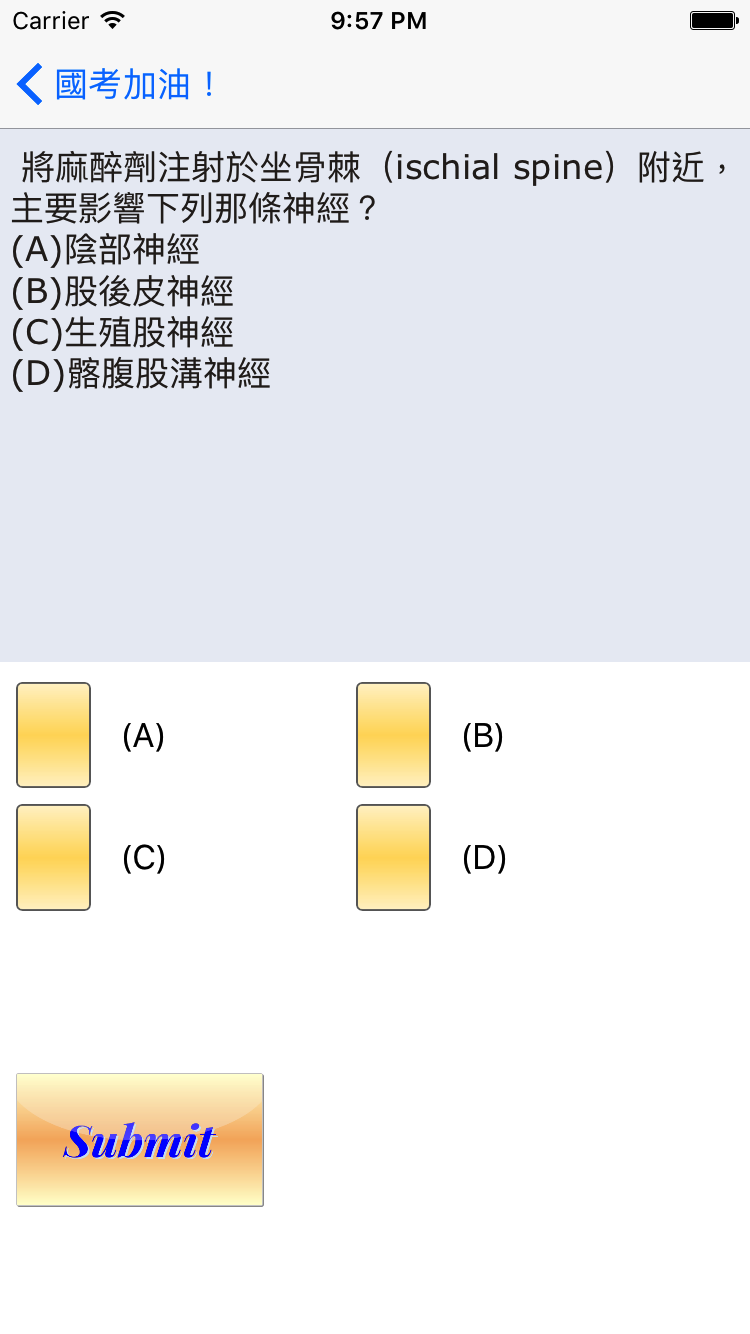 Carrier 9:57 PM
國考加油！
將麻醉劑注射於坐骨棘（ischial spine）附近，
主要影響下列那條神經？
(A)陰部神經
(B)股後皮神經
(C)生殖股神經
(D)髂腹股溝神經
(A) (B)
(C) (D)
Submit